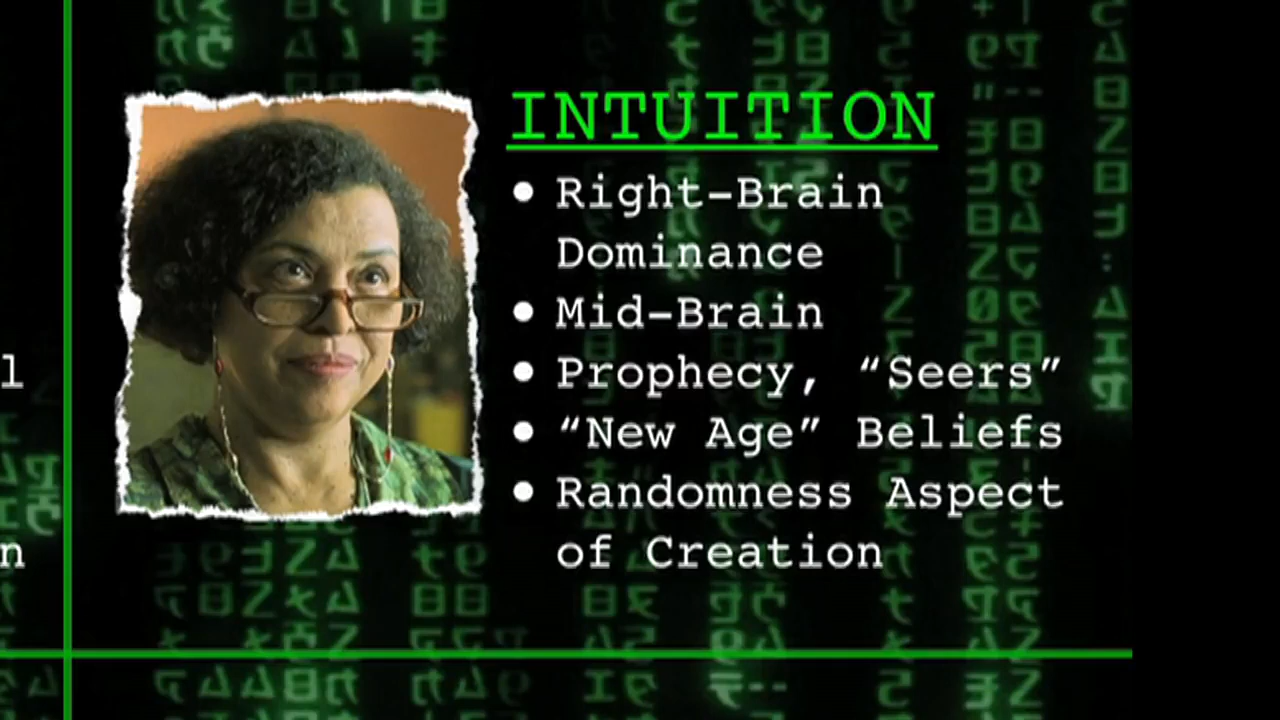 INTUITION
• Right-Brain
Dominance
• Mid-Brain
• Prophecy, “Seers”
• “New Age” Beliefs
• Randomness Aspect
of Creation
l
n